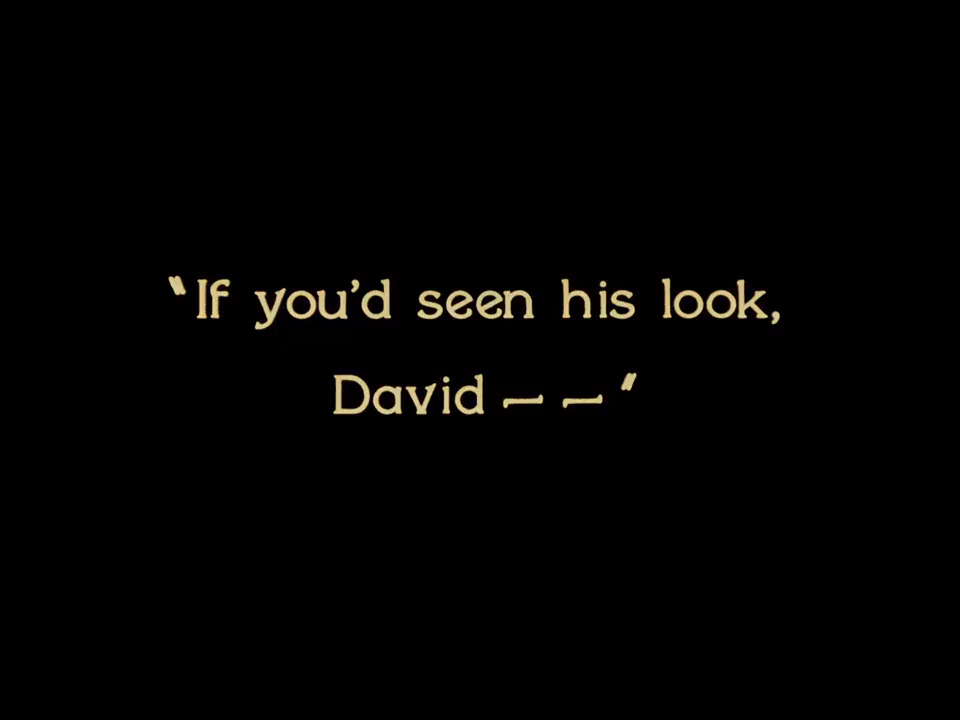 "If you'd seen his look,
David — — "